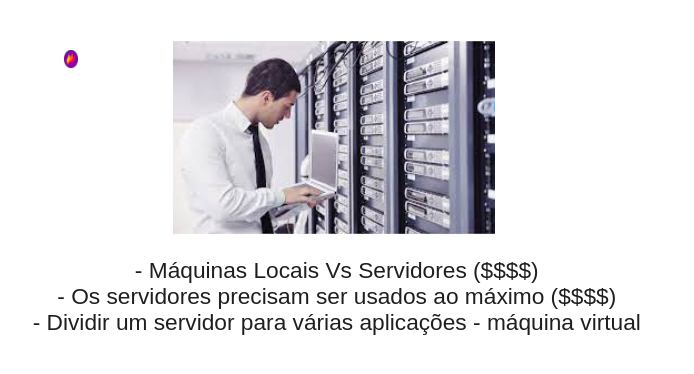 - Máquinas Locais Vs Servidores ($$$$)
- Os servidores precisam ser usados ao máximo ($$$$)
- Dividir um servidor para várias aplicações - máquina virtual